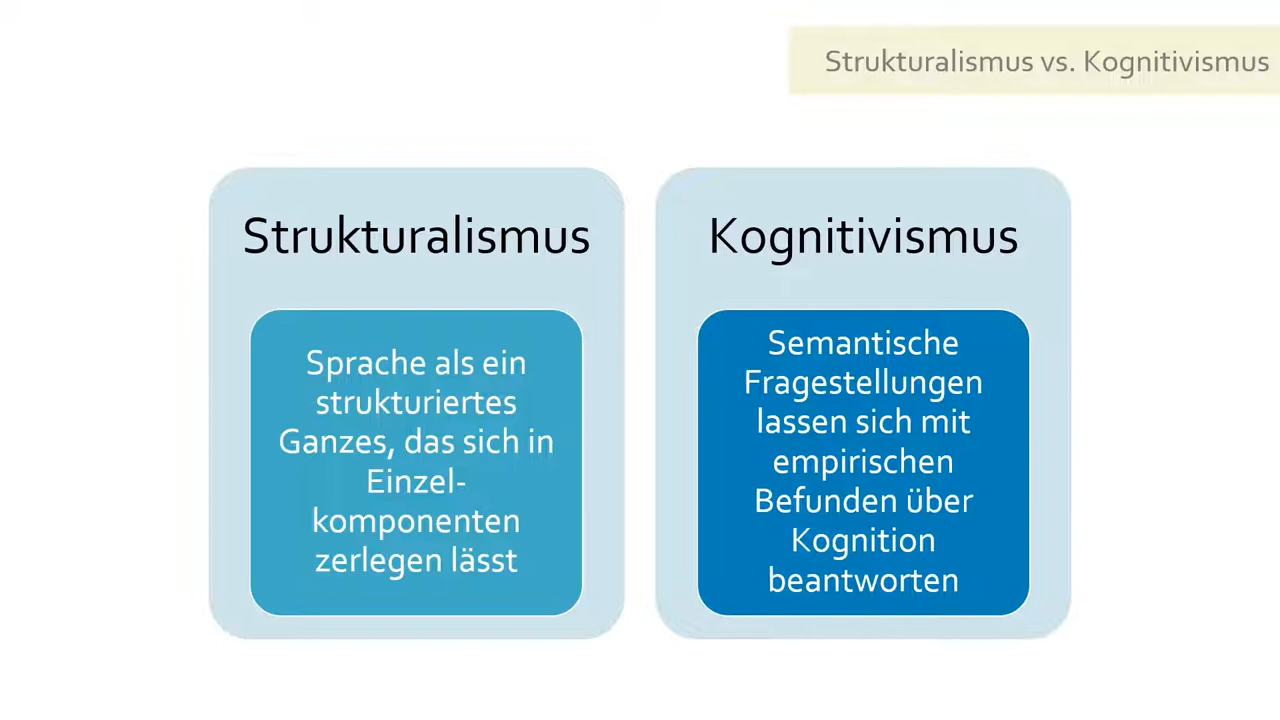 Strukturalismus vs. Kognitivismus
Strukturalismus
Sprache als ein
strukturiertes
Ganzes, das sich in
Einzel-
komponenten
zerlegen lässt
Kognitivismus
Semantische
Fragestellungen
lassen sich mit
empirischen
Befunden über
Kognition
beantworten